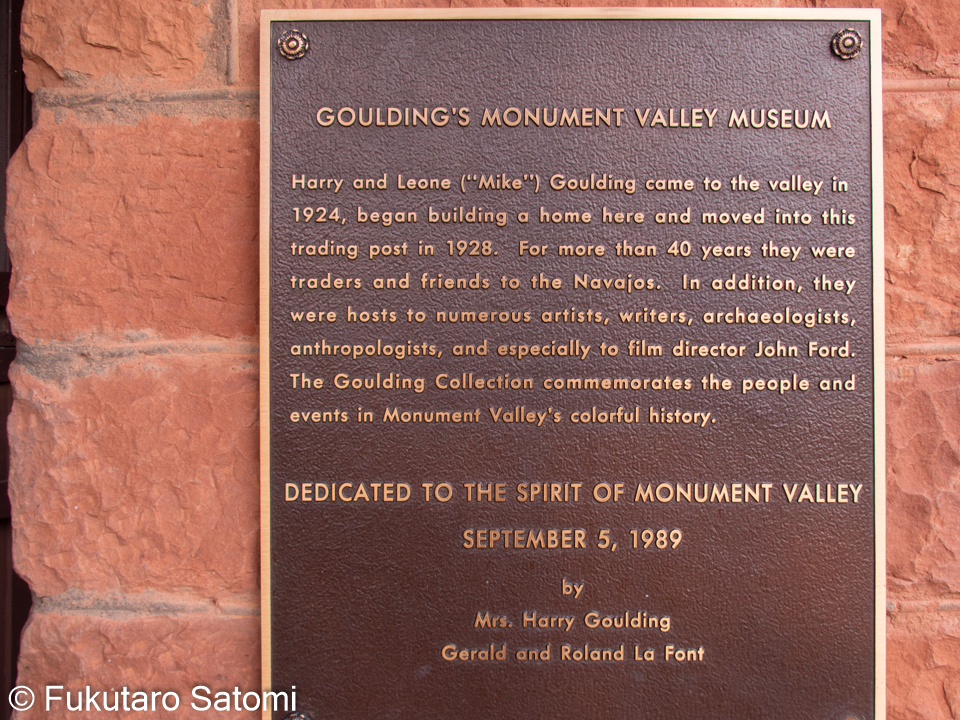 GOULDING'S MONUMENT VALLEY MUSEUM
Harry and Leone ("Mike") Goulding came to the valley in
1924, began building a home here and moved into this
trading post in 1928. For more than 40 years they were
traders and friends to the Navajos. In addition, they
were hosts to numerous artists, writers, archaeologists,
anthropologists, and especially to film director John Ford.
The Goulding Collection commemorates the people and
events in Monument Valley's colorful history.
DEDICATED TO THE SPIRIT OF MONUMENT VALLEY
SEPTEMBER 5, 1989
by
Mrs. Harry Goulding
Gerald and Roland La Font
© Fukutaro Satomi